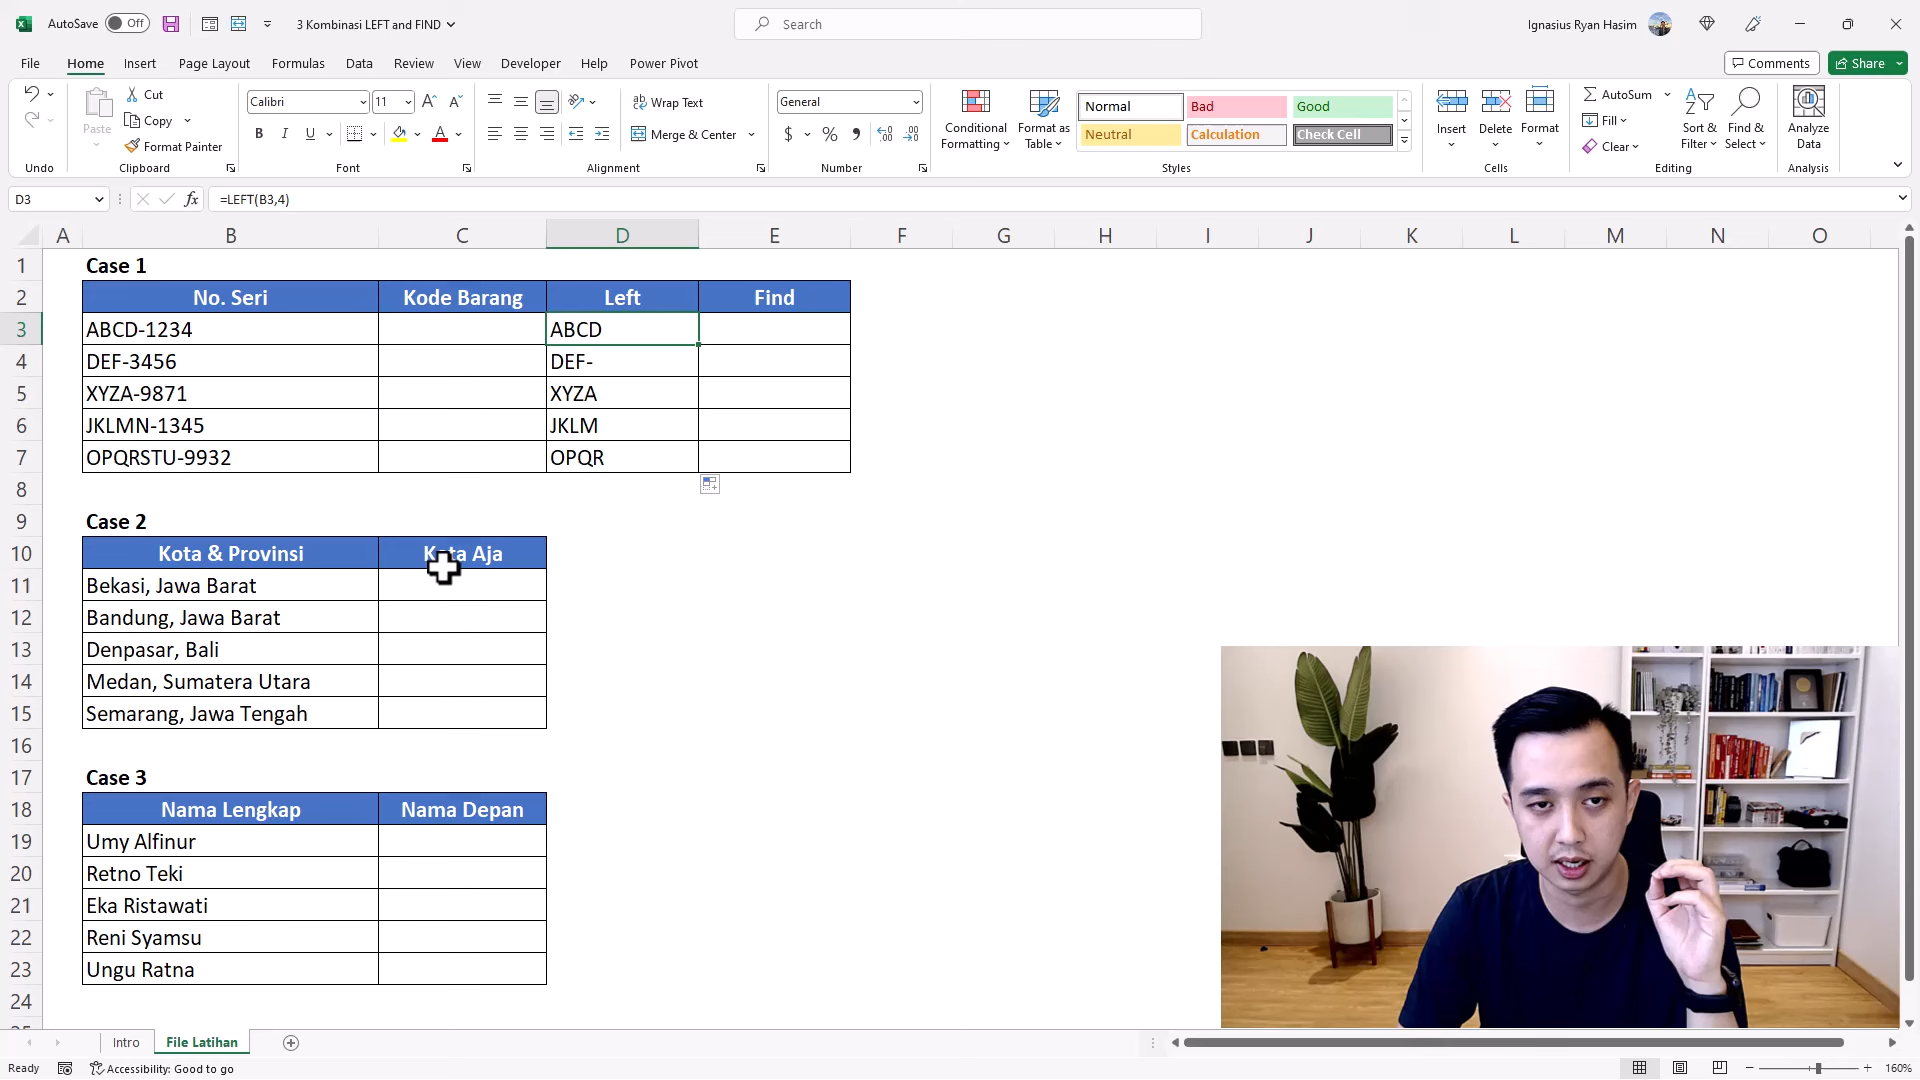 AutoSave Off 3 Kombinasi LEFT and FIND Search Ignasius Ryan Hasim
File Home Insert Page Layout Formulas Data Review View Developer Help Power Pivot Comments Share
Cut Calibri 11 Wrap Text General Normal Bad Good AutoSum
Paste Copy Merge & Center Conditional Formatting Format as Table Neutral Calculation Check Cell Insert Delete Format Fill Sort & Filter Find & Select Analyze Data
Format Painter Clear
Undo Clipboard Font Alignment Number Styles Cells Editing Analysis
D3 fx =LEFT(B3,4)
A B C D E F G H I J K L M N O
1 Case 1
2 No. Seri Kode Barang Left Find
3 ABCD-1234 ABCD
4 DEF-3456 DEF-
5 XYZA-9871 XYZA
6 JKLMN-1345 JKLM
7 OPQRSTU-9932 OPQR
8
9 Case 2
10 Kota & Provinsi Kota Aja
11 Bekasi, Jawa Barat
12 Bandung, Jawa Barat
13 Denpasar, Bali
14 Medan, Sumatera Utara
15 Semarang, Jawa Tengah
16
17 Case 3
18 Nama Lengkap Nama Depan
19 Umy Alfinur
20 Retno Teki
21 Eka Ristawati
22 Reni Syamsu
23 Ungu Ratna
24
Intro File Latihan
Ready Accessibility: Good to go 160%